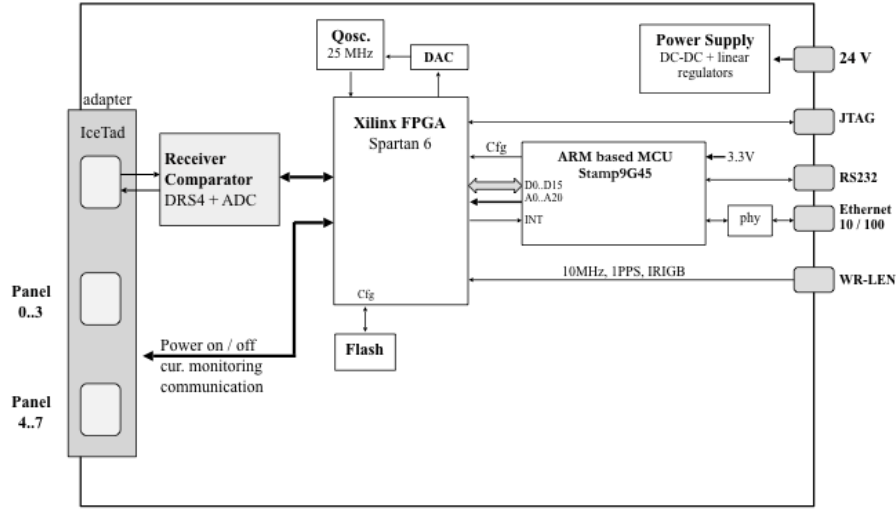 Qosc.
25 MHz
DAC
Power Supply
DC-DC + linear
regulators
24 V
adapter
IceTad
Xilinx FPGA
Spartan 6
JTAG
Receiver
Comparator
DRS4 + ADC
Cfg
ARM based MCU
Stamp9G45
3.3V
RS232
D0..D15
A0..A20
INT
phy
Ethernet
10 / 100
10MHz, 1PPS, IRIGB
WR-LEN
Panel
0..3
Cfg
Flash
Power on / off
cur. monitoring
communication
Panel
4..7